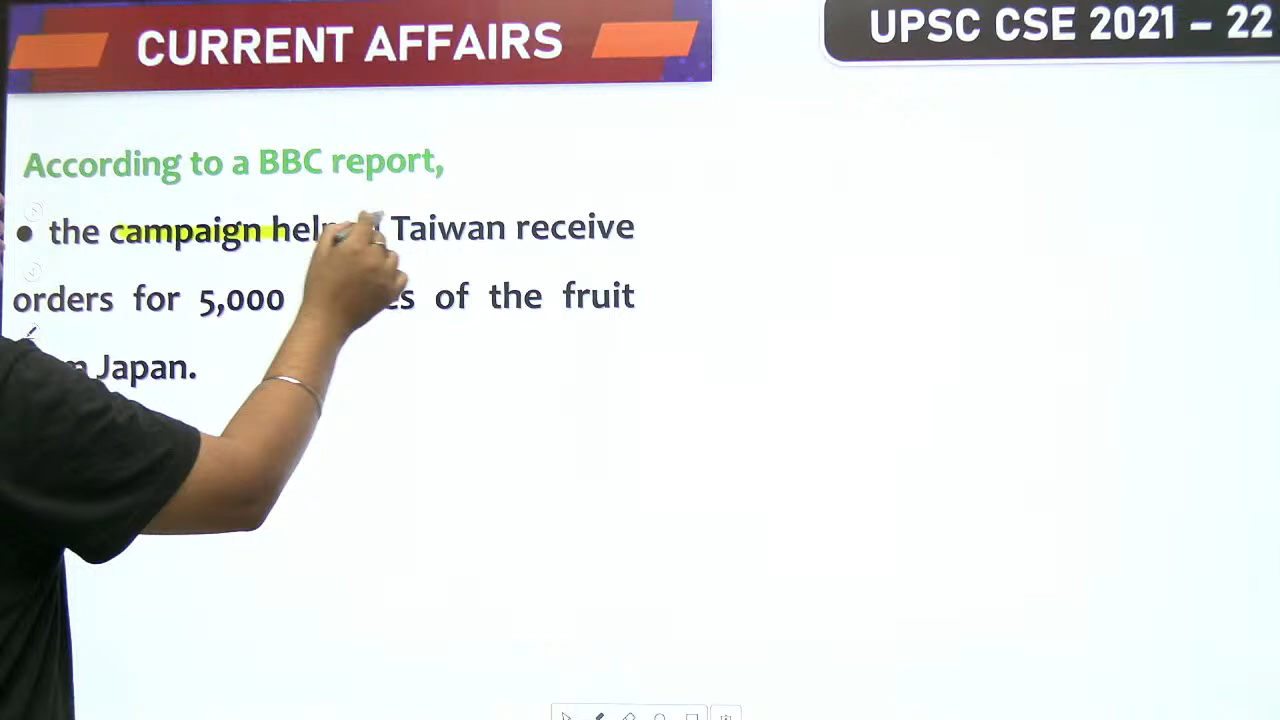 CURRENT AFFAIRS
UPSC CSE 2021 – 22
According to a BBC report,
• the campaign Taiwan receive
orders for 5,000 of the fruit
Japan.